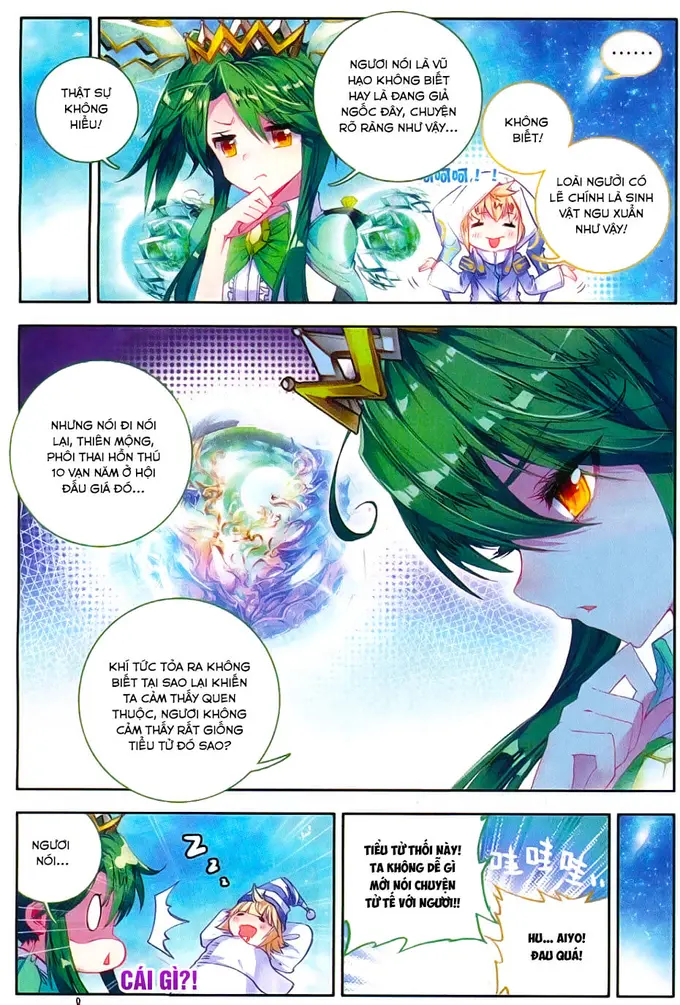 THẬT SỰ
KHÔNG
HIỂU!
NGƯƠI NÓI LÀ VŨ
HẠO KHÔNG BIẾT
HAY LÀ ĐANG GIẢ
NGỐC ĐÂY, CHUYỆN
RÕ RÀNG NHƯ VẬY...
......
KHÔNG
BIẾT!
LOÀI NGƯỜI CÓ
LẼ CHÍNH LÀ SINH
VẬT NGU XUẨN
NHƯ VẬY!
NHƯNG NÓI ĐI NÓI
LẠI, THIÊN MỘNG,
PHÔI THAI HỒN THÚ
10 VẠN NĂM Ở HỘI
ĐẤU GIÁ ĐÓ...
KHÍ TỨC TỎA RA KHÔNG
BIẾT TẠI SAO LẠI KHIẾN
TA CẢM THẤY QUEN
THUỘC, NGƯƠI KHÔNG
CẢM THẤY RẤT GIỐNG
TIỂU TỬ ĐÓ SAO?
NGƯƠI
NÓI...
ZZZ
CÁI GÌ?!
TIỂU TỬ THỐI NÀY!
TA KHÔNG DỄ GÌ
MỚI NÓI CHUYỆN
TỬ TẾ VỚI NGƯƠI!!
哇哇哇...
HU... AIYO!
ĐAU QUÁ!